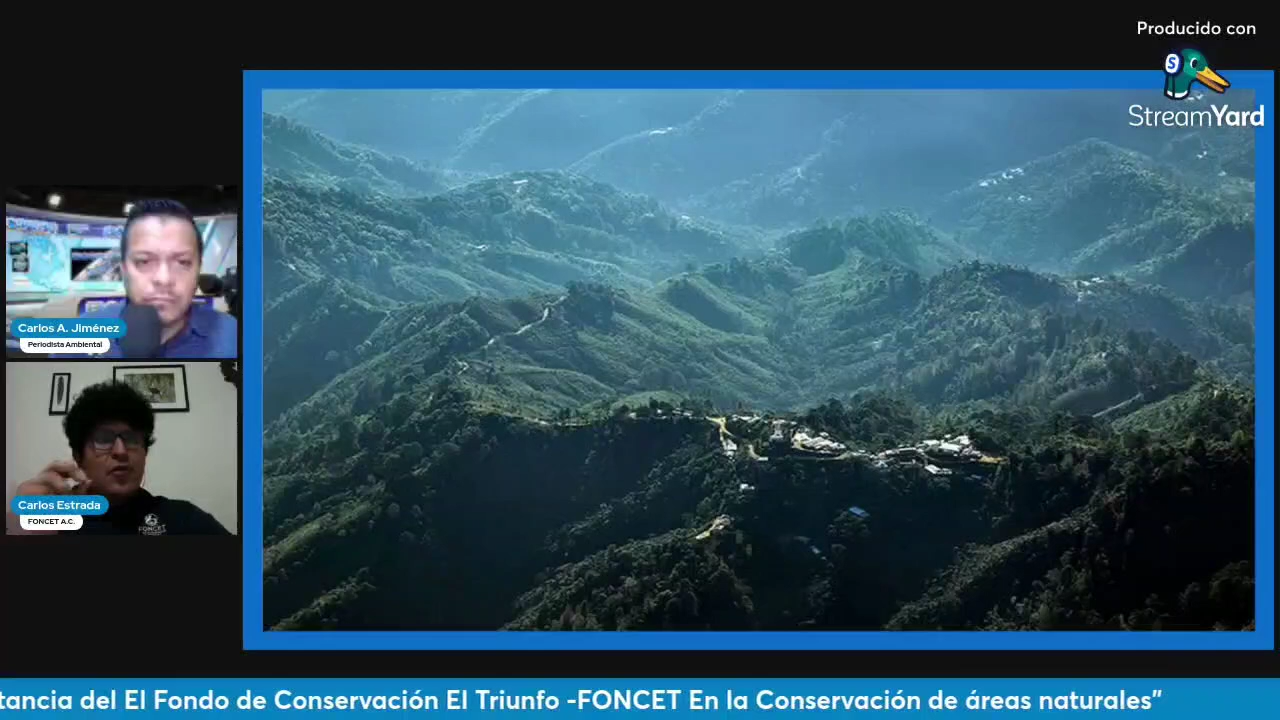 Producido con
StreamYard
Carlos A. Jiménez
Periodista Ambiental
Carlos Estrada
FONCET A.C.
FONCET
tancia del El Fondo de Conservación El Triunfo -FONCET En la Conservación de áreas naturales”